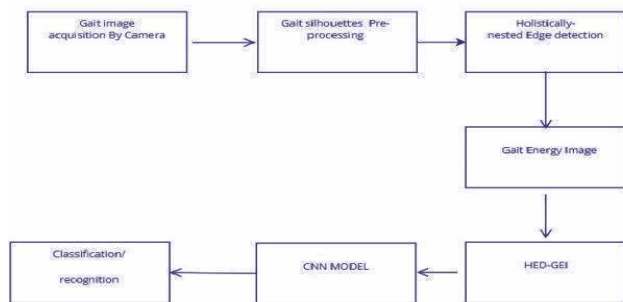 Gait image
acquisition By Camera
Gait silhouettes Pre-
processing
Holistically-
nested Edge detection
Gait Energy Image
HED-GEI
CNN MODEL
Classification/
recognition